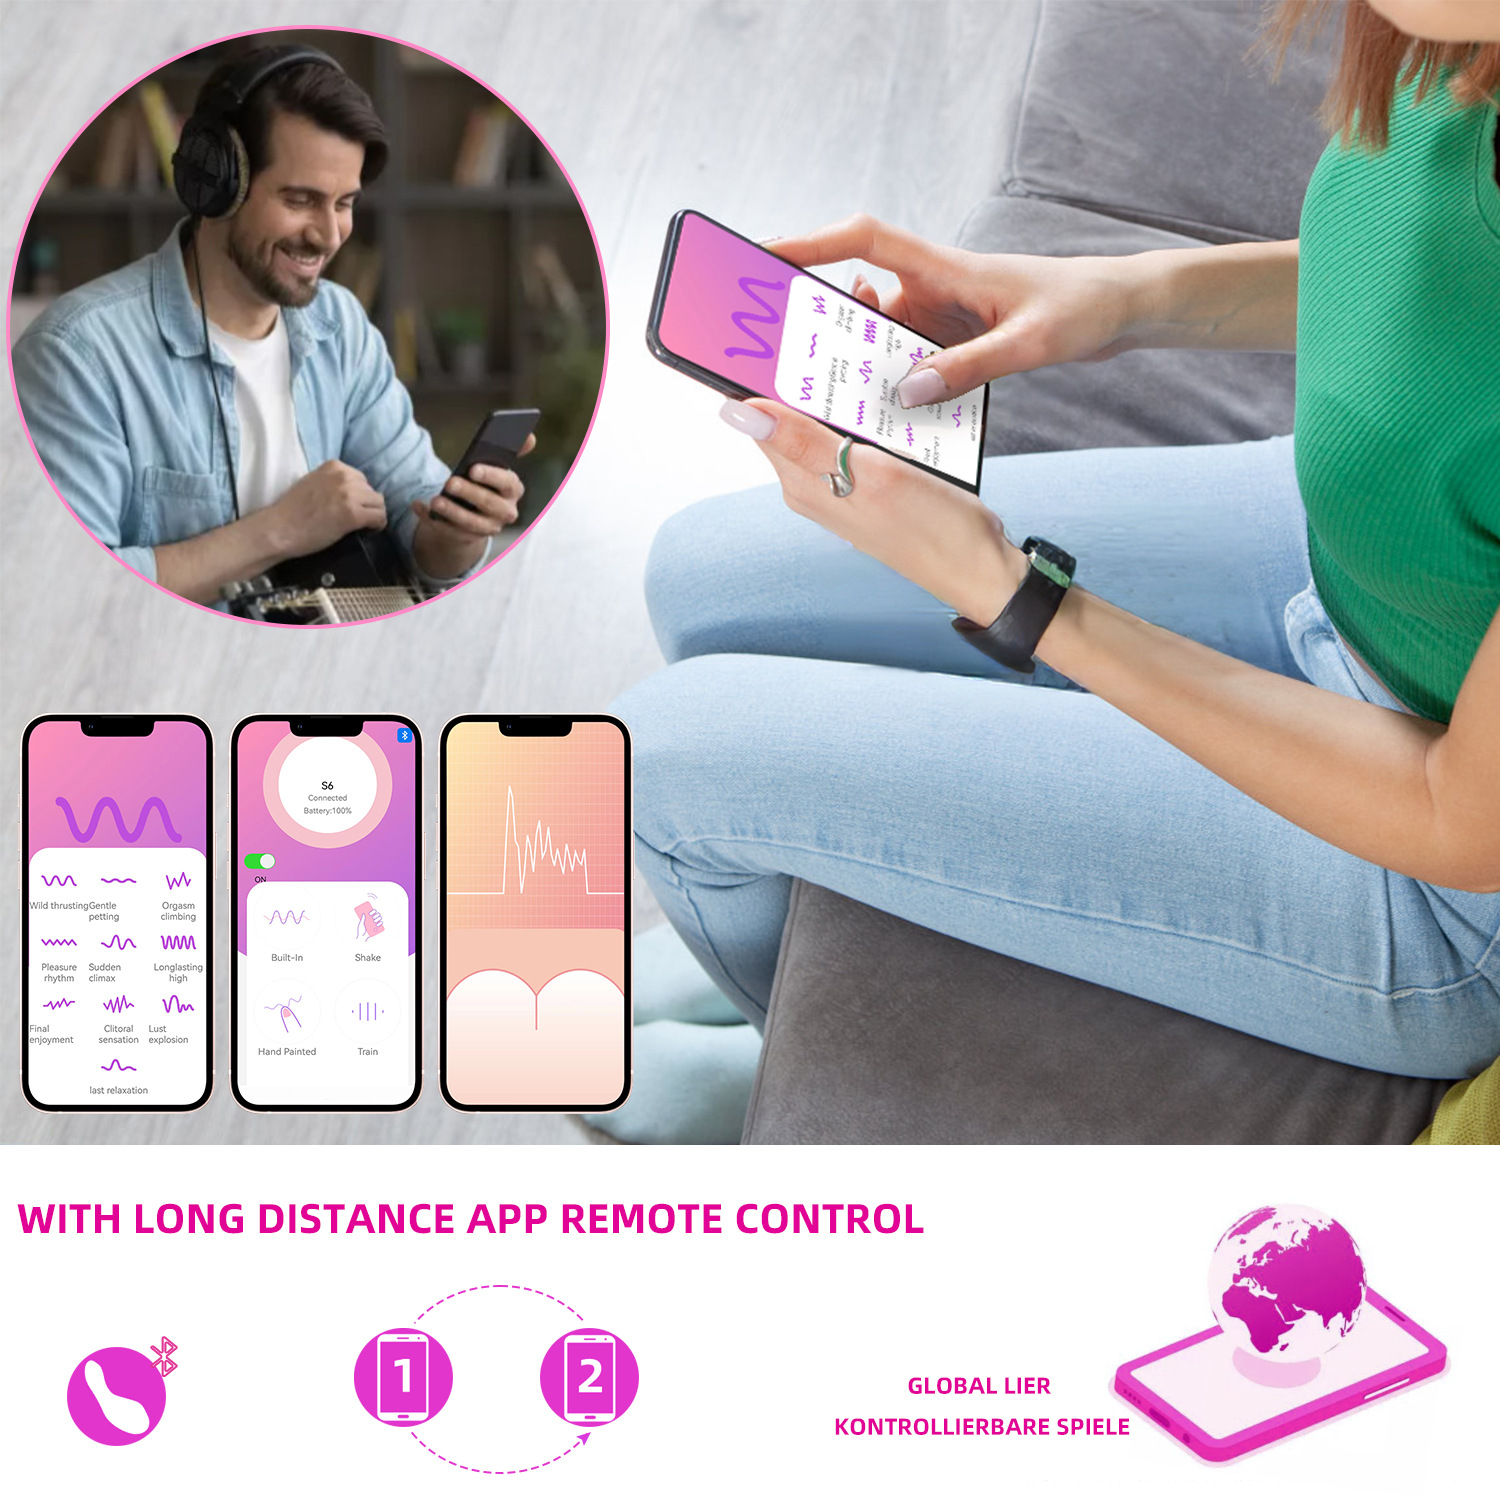 S6
Connected
Battery:100%
ON
Wild thrusting Gentle petting Orgasm climbing
Pleasure rhythm Sudden climax Longlasting high
Final enjoyment Clitoral sensation Lust explosion
last relaxation
Built-In Shake
Hand Painted Train
WITH LONG DISTANCE APP REMOTE CONTROL
1 2
GLOBAL LIER
KONTROLLIERBARE SPIELE